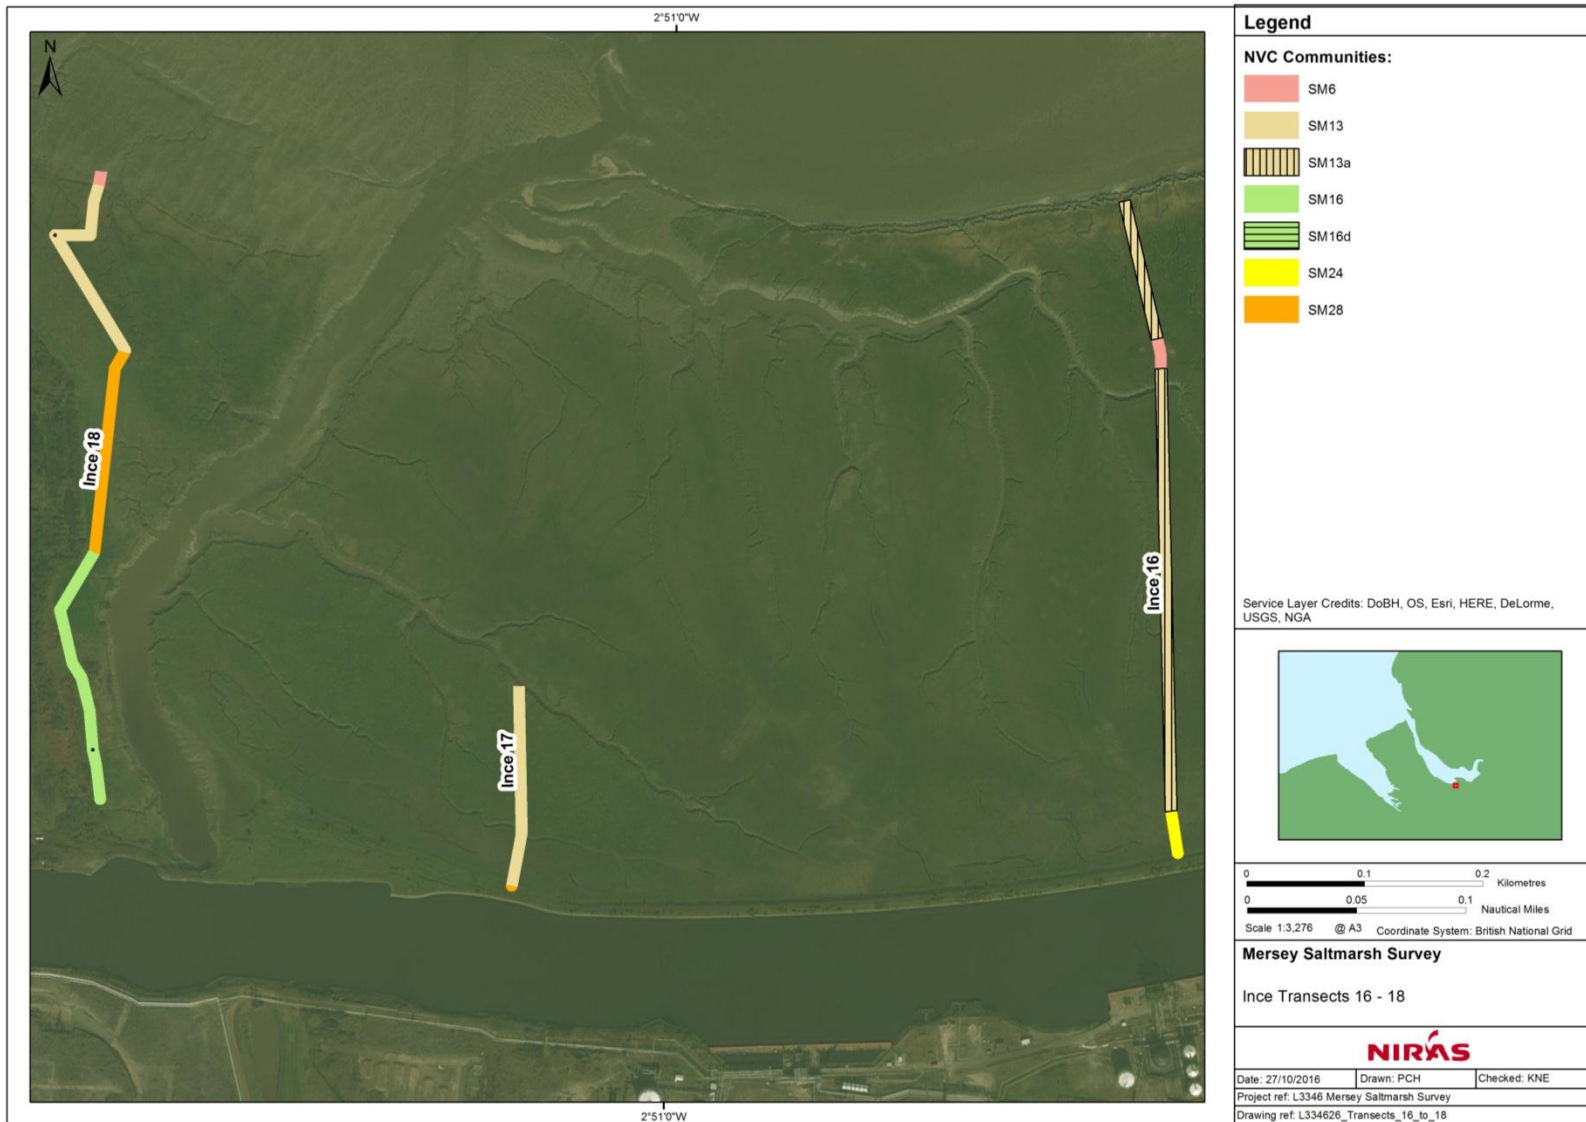 2°51'0"W
N
Ince 18
Ince 17
Ince 16
2°51'0"W
Legend
NVC Communities:
SM6
SM13
SM13a
SM16
SM16d
SM24
SM28
Service Layer Credits: DoBH, OS, Esri, HERE, DeLorme,
USGS, NGA
0 0.1 0.2
Kilometres
0 0.05 0.1
Nautical Miles
Scale 1:3,276 @ A3 Coordinate System: British National Grid
Mersey Saltmarsh Survey
Ince Transects 16 - 18
NIRAS
Date: 27/10/2016 Drawn: PCH Checked: KNE
Project ref: L3346 Mersey Saltmarsh Survey
Drawing ref: L334626_Transects_16_to_18